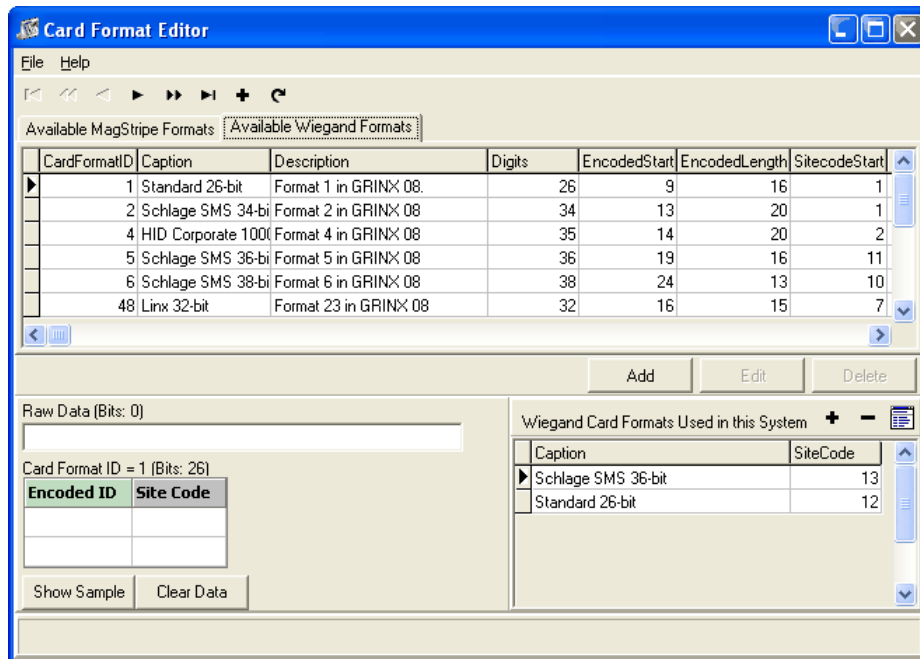 Card Format Editor
File Help
Available MagStripe Formats Available Wiegand Formats
CardFormatID Caption Description Digits EncodedStart EncodedLength SitecodeStart
1 Standard 26-bit Format 1 in GRINX 08. 26 9 16 1
2 Schlage SMS 34-bi Format 2 in GRINX 08 34 13 20 1
4 HID Corporate 100( Format 4 in GRINX 08 35 14 20 2
5 Schlage SMS 36-bi Format 5 in GRINX 08 36 19 16 11
6 Schlage SMS 38-bi Format 6 in GRINX 08 38 24 13 10
48 Linx 32-bit Format 23 in GRINX 08 32 16 15 7
Add Edit Delete
Raw Data (Bits: 0)
Card Format ID = 1 (Bits: 26)
Encoded ID Site Code
Show Sample Clear Data
Wiegand Card Formats Used in this System
Caption SiteCode
Schlage SMS 36-bit 13
Standard 26-bit 12